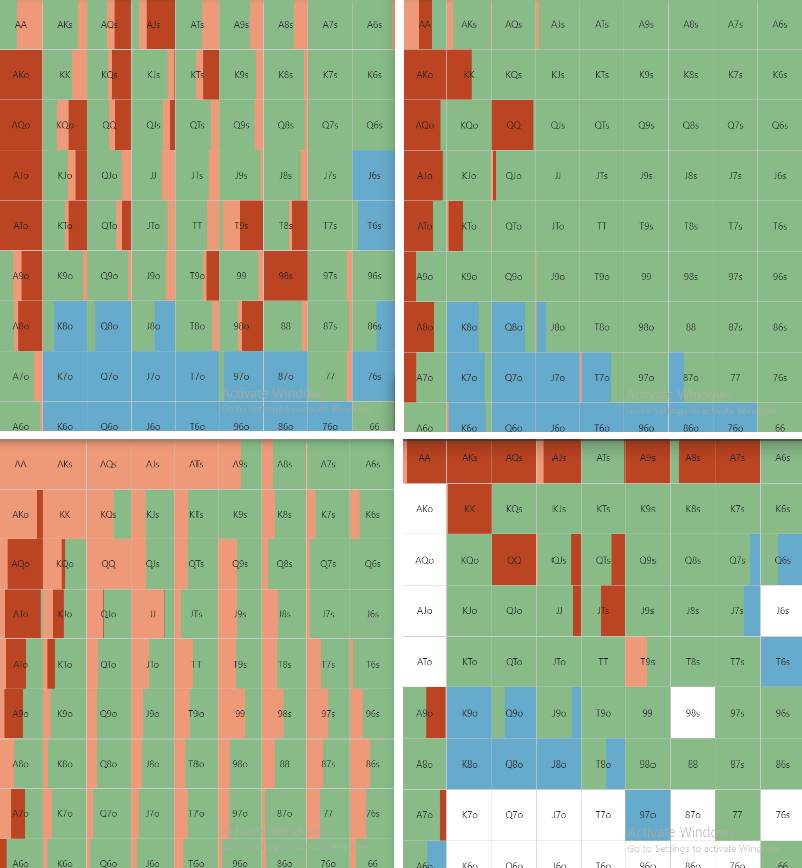 AA AKs AQs AJs ATs A9s A8s A7s A6s
AKo KK KQs KJs KTs K9s K8s K7s K6s
AQo KQo QQ QJs QTs Q9s Q8s Q7s Q6s
AJo KJo QJo JJ JTs J9s J8s J7s J6s
ATo KTo QTo JTo TT T9s T8s T7s T6s
A9o K9o Q9o J9o T9o 99 98s 97s 96s
A8o K8o Q8o J8o T8o 98o 88 87s 86s
A7o K7o Q7o J7o T7o 97o 87o 77 76s
Activate Windows
Go to Settings to activate Windows.
A6o K6o Q6o J6o T6o 96o 86o 76o 66
AA AKs AQs AJs ATs A9s A8s A7s A6s
AKo KK KQs KJs KTs K9s K8s K7s K6s
AQo KQo QQ QJs QTs Q9s Q8s Q7s Q6s
AJo KJo QJo JJ JTs J9s J8s J7s J6s
ATo KTo QTo JTo TT T9s T8s T7s T6s
A9o K9o Q9o J9o T9o 99 98s 97s 96s
A8o K8o Q8o J8o T8o 98o 88 87s 86s
A7o K7o Q7o J7o T7o 97o 87o 77 76s
Activate Windows
Go to Settings to activate Windows.
A6o K6o Q6o J6o T6o 96o 86o 76o 66
AA AKs AQs AJs ATs A9s A8s A7s A6s
AKo KK KQs KJs KTs K9s K8s K7s K6s
AQo KQo QQ QJs QTs Q9s Q8s Q7s Q6s
AJo KJo QJo JJ JTs J9s J8s J7s J6s
ATo KTo QTo JTo TT T9s T8s T7s T6s
A9o K9o Q9o J9o T9o 99 98s 97s 96s
A8o K8o Q8o J8o T8o 98o 88 87s 86s
A7o K7o Q7o J7o T7o 97o 87o 77 76s
Activate Windows
Go to Settings to activate Windows.
A6o K6o Q6o J6o T6o 96o 86o 76o 66
AA AKs AQs AJs ATs A9s A8s A7s A6s
AKo KK KQs KJs KTs K9s K8s K7s K6s
AQo KQo QQ QJs QTs Q9s Q8s Q7s Q6s
AJo KJo QJo JJ JTs J9s J8s J7s J6s
ATo KTo QTo JTo TT T9s T8s T7s T6s
A9o K9o Q9o J9o T9o 99 98s 97s 96s
A8o K8o Q8o J8o T8o 98o 88 87s 86s
A7o K7o Q7o J7o T7o 97o 87o 77 76s
Activate Windows
Go to Settings to activate Windows.
A6o K6o Q6o J6o T6o 96o 86o 76o 66